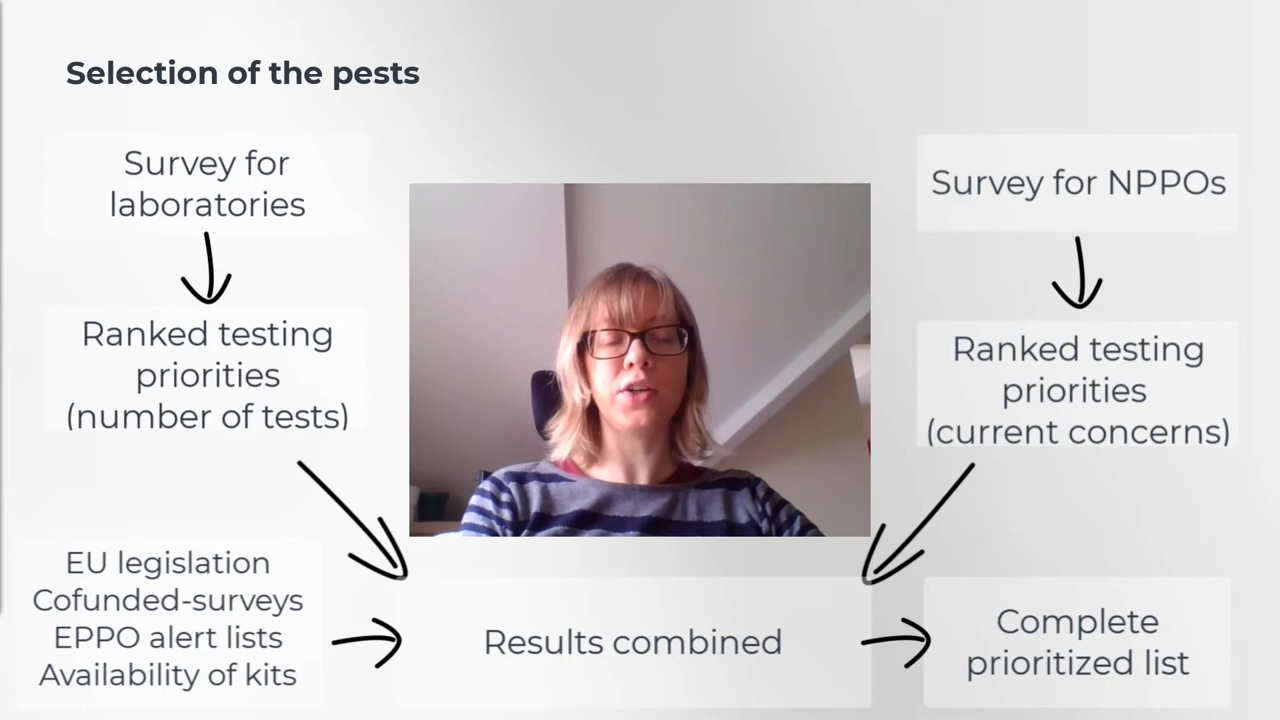 Selection of the pests
Survey for
laboratories
Survey for NPPOs
Ranked testing
priorities
(number of tests)
Ranked testing
priorities
(current concerns)
EU legislation
Cofunded-surveys
EPPO alert lists
Availability of kits
Results combined
Complete
prioritized list